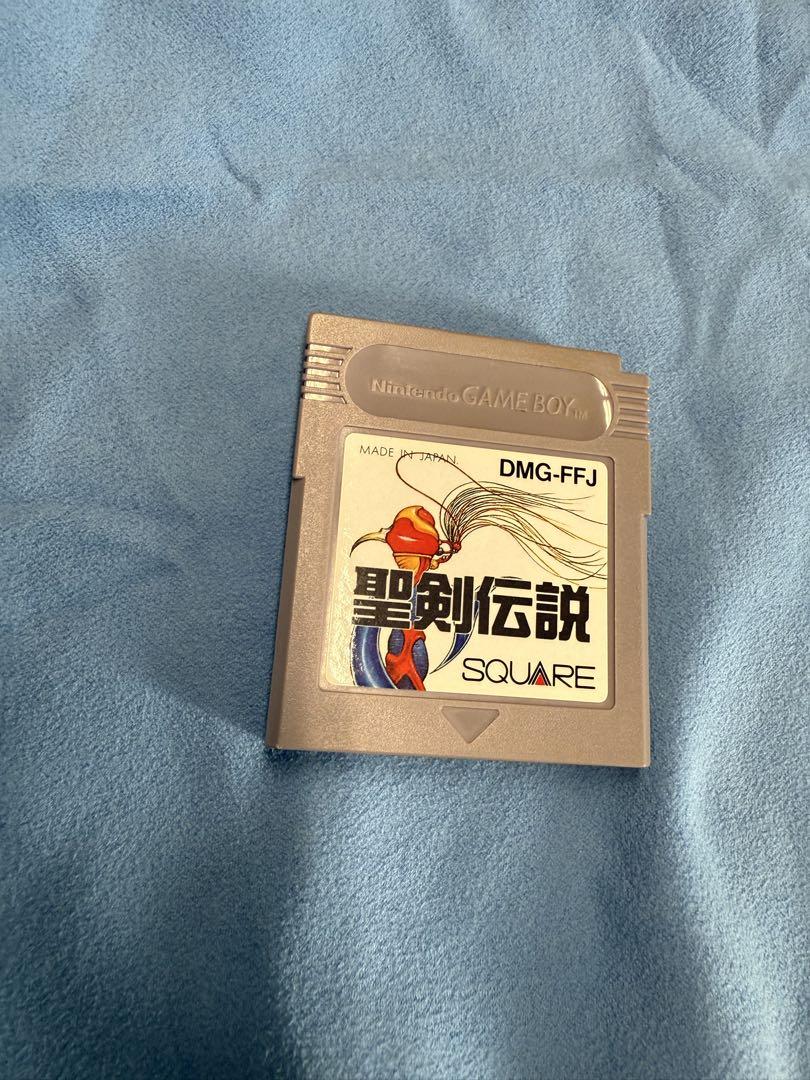 Nintendo GAME BOY TM
MADE IN JAPAN.
DMG-FFJ
聖剣伝説
SQUARE